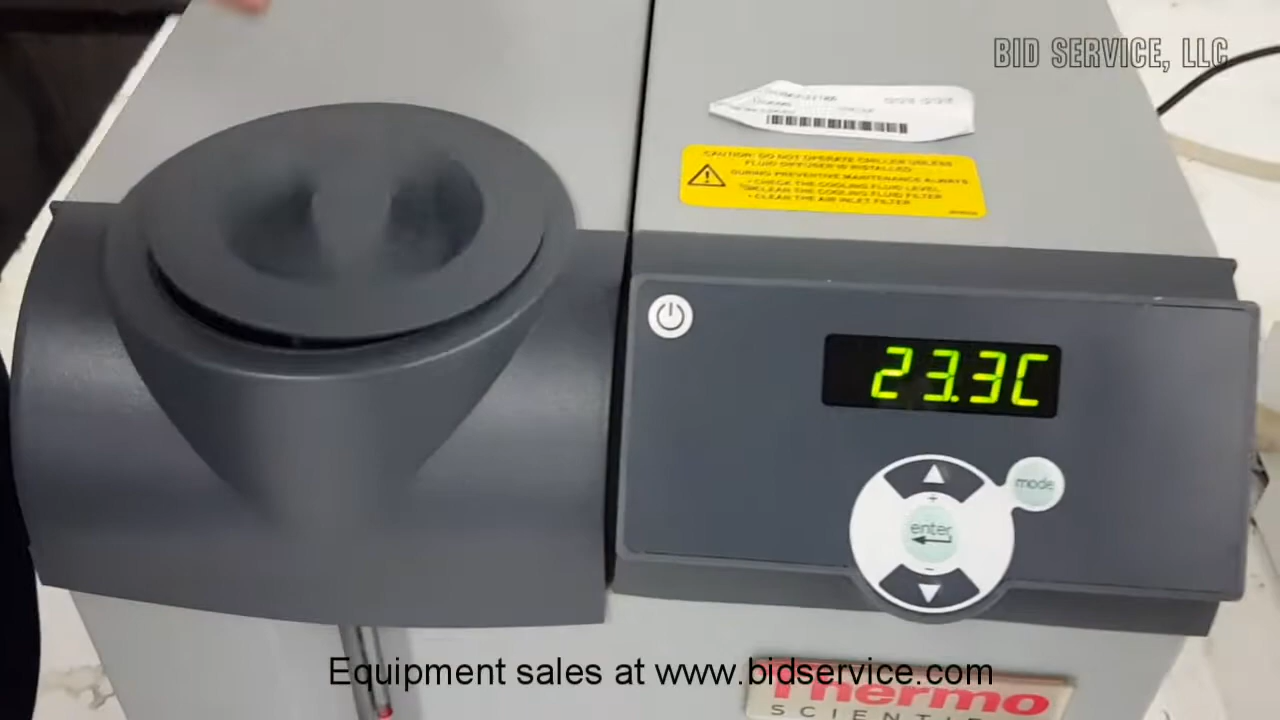 BID SERVICE, LLC
CAUTION: DO NOT OPERATE CHILLER UNLESS
FLUID DIFFUSER IS INSTALLED
DURING PREVENTIVE MAINTENANCE ALWAYS
• CHECK THE COOLING FLUID LEVEL
• CLEAR THE COOLING FLUID FILTER
• CLEAR THE AIR INLET FILTER
23.3C
mode
+
enter
-
Equipment sales at www.bidservice.com
Thermo
SCIENTIF